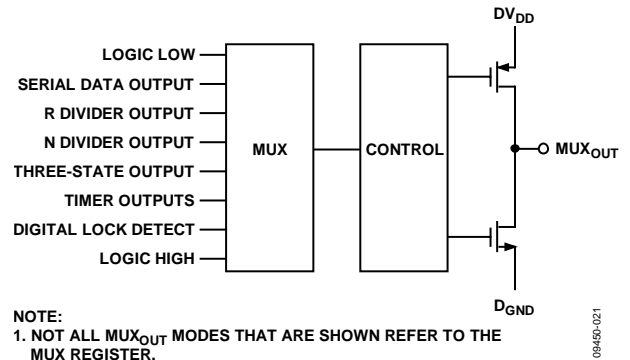 DVDD
LOGIC LOW
SERIAL DATA OUTPUT
R DIVIDER OUTPUT
N DIVIDER OUTPUT
THREE-STATE OUTPUT
TIMER OUTPUTS
DIGITAL LOCK DETECT
LOGIC HIGH
MUX
CONTROL
MUXOUT
DGND
NOTE:
1. NOT ALL MUXOUT MODES THAT ARE SHOWN REFER TO THE
MUX REGISTER.
09450-021